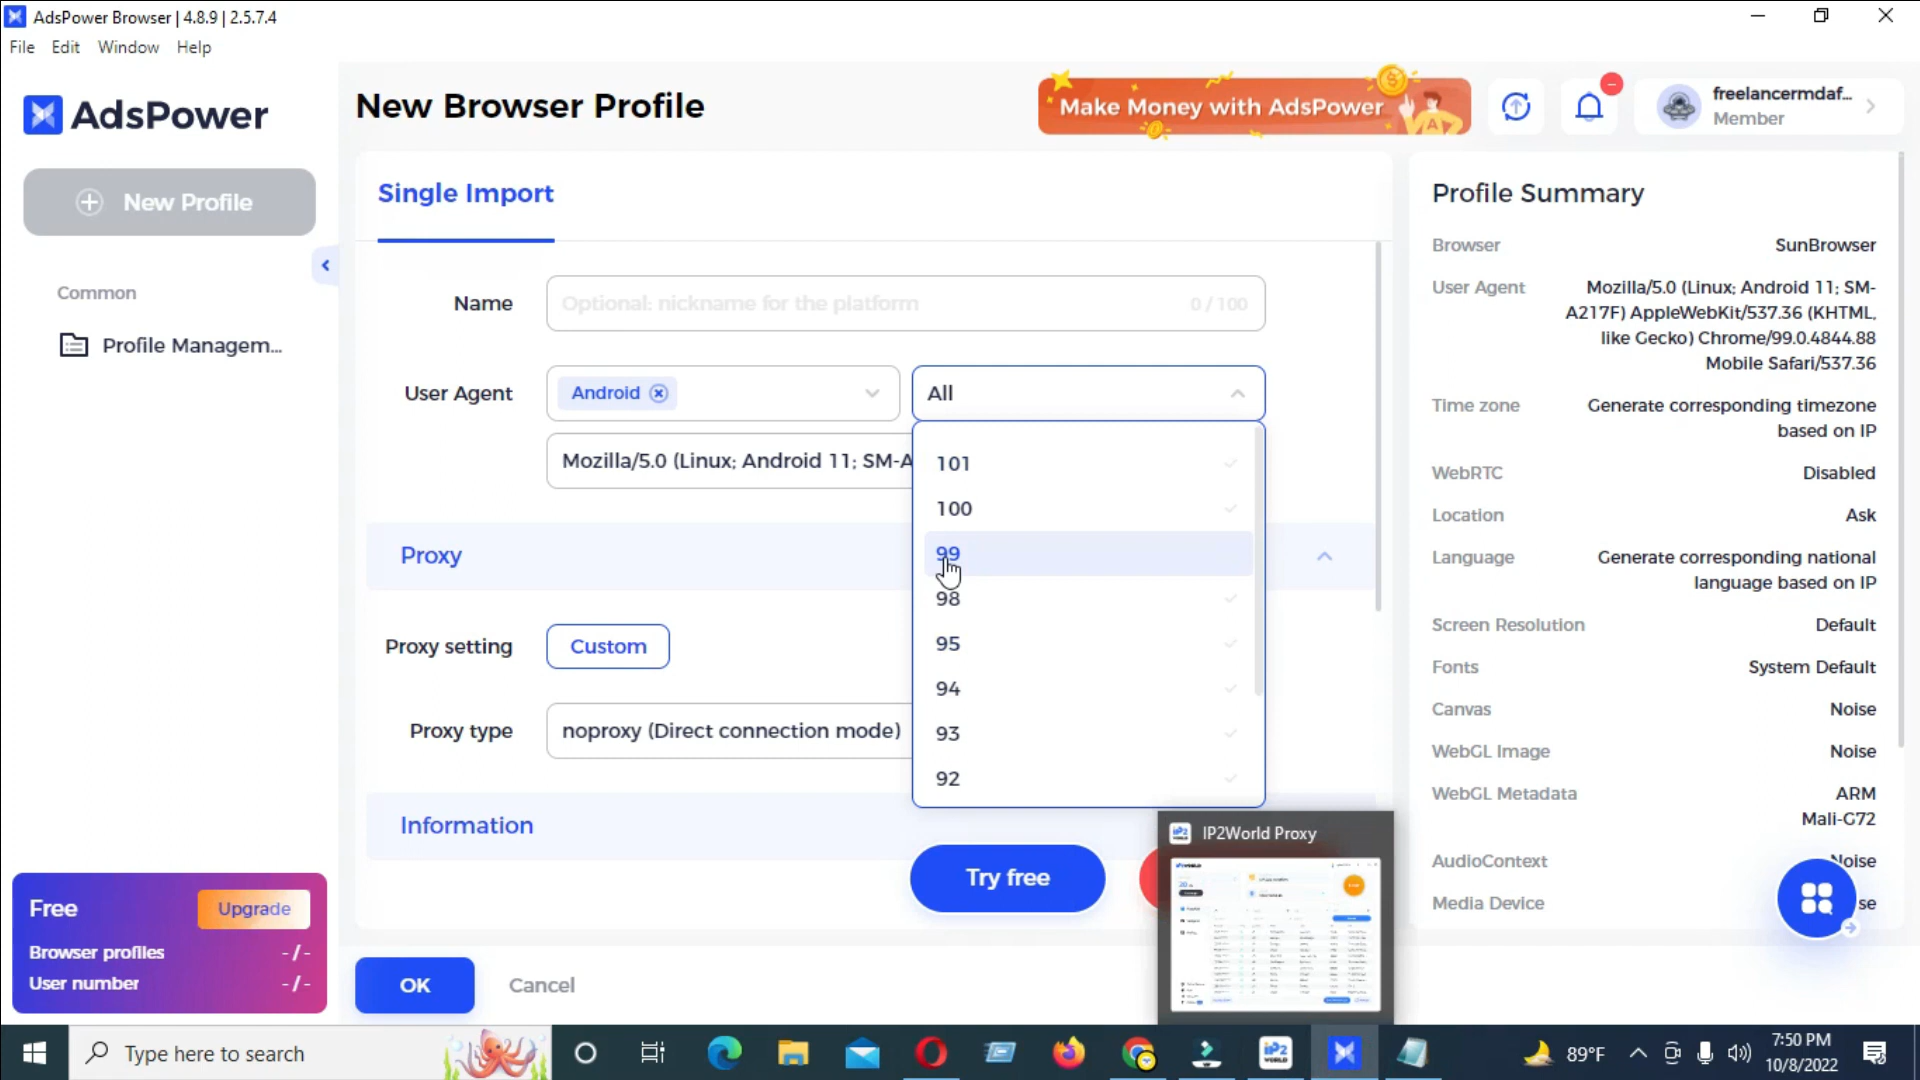 AdsPower Browser | 4.8.9 | 2.5.7.4
File Edit Window Help
AdsPower
New Browser Profile
Make Money with AdsPower
freelancermdaf...
Member
New Profile
Common
Profile Managem...
Single Import
Name
Optional: nickname for the platform
0 / 100
User Agent
Android
All
Mozilla/5.0 (Linux; Android 11; SM-A
101
100
99
98
95
94
93
92
Proxy
Proxy setting
Custom
Proxy type
noproxy (Direct connection mode)
Information
Try free
Profile Summary
Browser
SunBrowser
User Agent
Mozilla/5.0 (Linux; Android 11; SM-
A217F) AppleWebKit/537.36 (KHTML,
like Gecko) Chrome/99.0.4844.88
Mobile Safari/537.36
Time zone
Generate corresponding timezone
based on IP
WebRTC
Disabled
Location
Ask
Language
Generate corresponding national
language based on IP
Screen Resolution
Default
Fonts
System Default
Canvas
Noise
WebGL Image
Noise
WebGL Metadata
ARM
Mali-G72
AudioContext
Noise
Media Device
se
Free
Upgrade
Browser profiles
- / -
User number
- / -
OK
Cancel
IP2World Proxy
Type here to search
IP2
WORLD
89°F
7:50 PM
10/8/2022